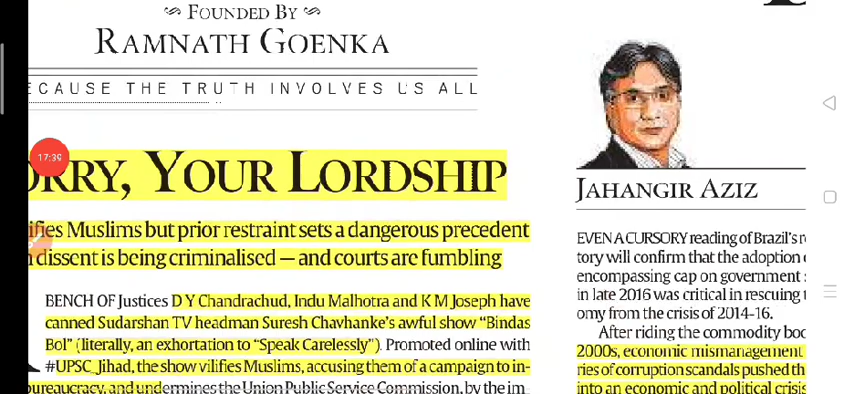 FOUNDED BY
RAMNATH GOENKA
ECAUSE THE TRUTH INVOLVES US ALL
17:39
ORRY, YOUR LORDSHIP
ifies Muslims but prior restraint sets a dangerous precedent
dissent is being criminalised — and courts are fumbling
BENCH OF Justices D Y Chandrachud, Indu Malhotra and K M Joseph have
canned Sudarshan TV headman Suresh Chavhanke's awful show "Bindas
Bol" (literally, an exhortation to "Speak Carelessly"). Promoted online with
#UPSC_Jihad, the show vilifies Muslims, accusing them of a campaign to in-
bureaucracy, and undermines the Union Public Service Commission, by the im-
JAHANGIR AZIZ
EVEN A CURSORY reading of Brazil's r
tory will confirm that the adoption
encompassing cap on government
in late 2016 was critical in rescuing
omy from the crisis of 2014-16.
After riding the commodity boo
2000s, economic mismanagement
ries of corruption scandals pushed th
into an economic and political crisis